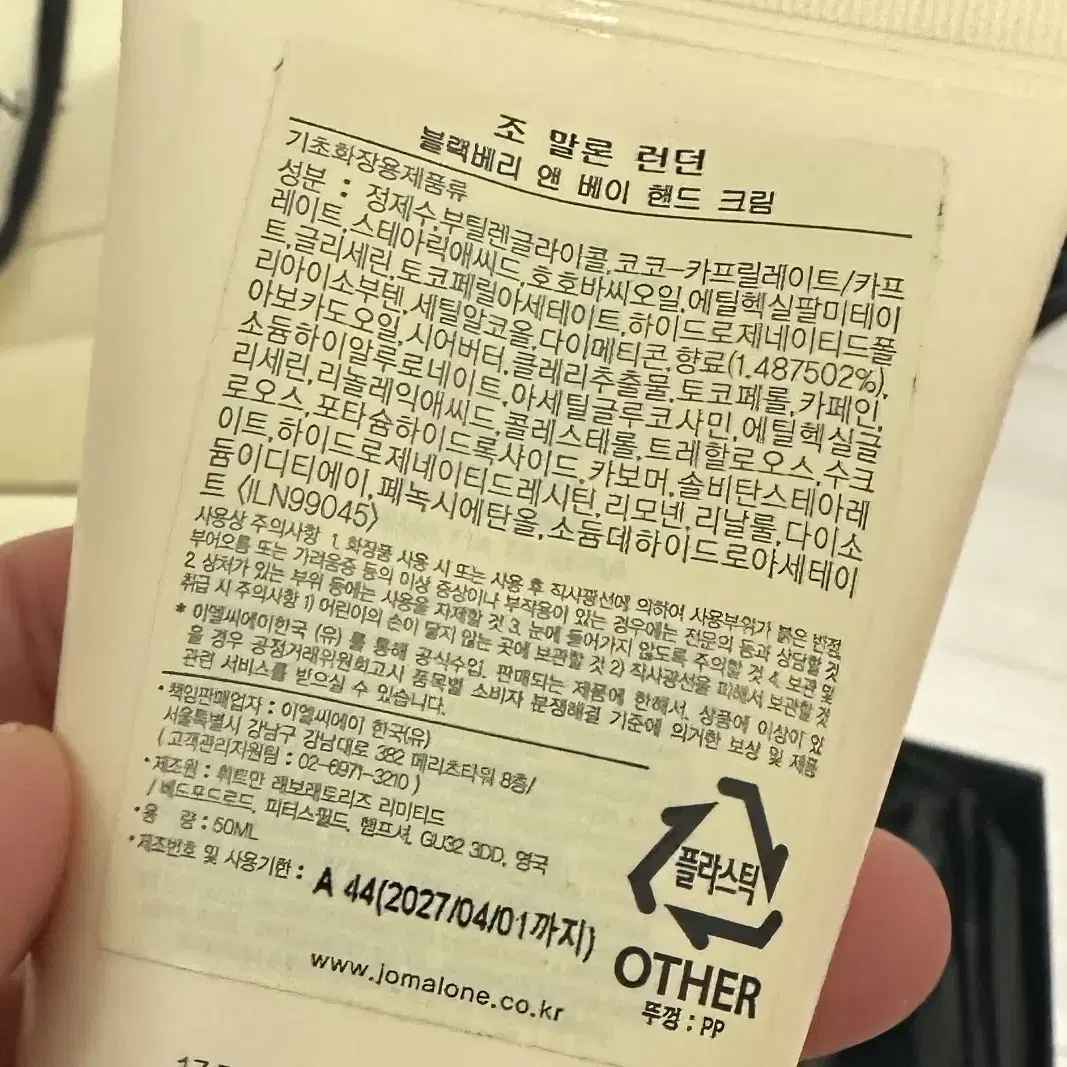 조 말론 런던
블랙베리 앤 베이 핸드 크림
기초화장용제품류
성분 : 정제수,부틸렌글라이콜,코코-카프릴레이트/카프
레이트,스테아릭애씨드,호호바씨오일,에틸헥실팔미테이
트,글리세린,토코페릴아세테이트,하이드로제네이티드폴
리아이소부텐,세틸알코올,다이메티콘,향료(1.487502%),
아보카도오일,시어버터,클레리추출물,토코페롤,카페인,
소듐하이알루로네이트,아세틸글루코사민,에틸헥실글
리세린,리놀레익애씨드,콜레스테롤,트레할로오스,수크
로오스,포타슘하이드록사이드,카보머,솔비탄스테아레
이트,하이드로제네이티드레시틴,리모넨,리날룰,다이소
듐이디티에이,페녹시에탄올,소듐데하이드로아세테이
트 <ILN99045>
사용상 주의사항 1. 화장품 사용 시 또는 사용 후 직사광선에 의하여 사용부위가 붉은 반점
부어오름 또는 가려움증 등의 이상 증상이나 부작용이 있는 경우에는 전문의 등과 상담할 것
2. 상처가 있는 부위 등에는 사용을 자제할 것 3. 눈에 들어가지 않도록 주의할 것 4. 보관 및
취급 시 주의사항 1) 어린이의 손이 닿지 않는 곳에 보관할 것 2) 직사광선을 피해서 보관할 것
* 이엘씨에이한국 (유) 를 통해 공식수입. 판매되는 제품에 한해서, 상품에 이상이 있
을 경우 공정거래위원회고시 품목별 소비자 분쟁해결 기준에 의거한 보상 및 제품
관련 서비스를 받으실 수 있습니다.
•책임판매업자 : 이엘씨에이 한국(유)
서울특별시 강남구 강남대로 382 메리츠타워 8층/
(고객관리지원팀 : 02-6971-3210)
•제조원 : 휘트만 래보래토리즈 리미티드
/ 베드포드로드, 피터스필드, 햄프셔, GU32 3DD, 영국
•용 량 : 50ML
•제조번호 및 사용기한 : A 44(2027/04/01까지)
www.jomalone.co.kr
플라스틱
OTHER
뚜껑 : PP